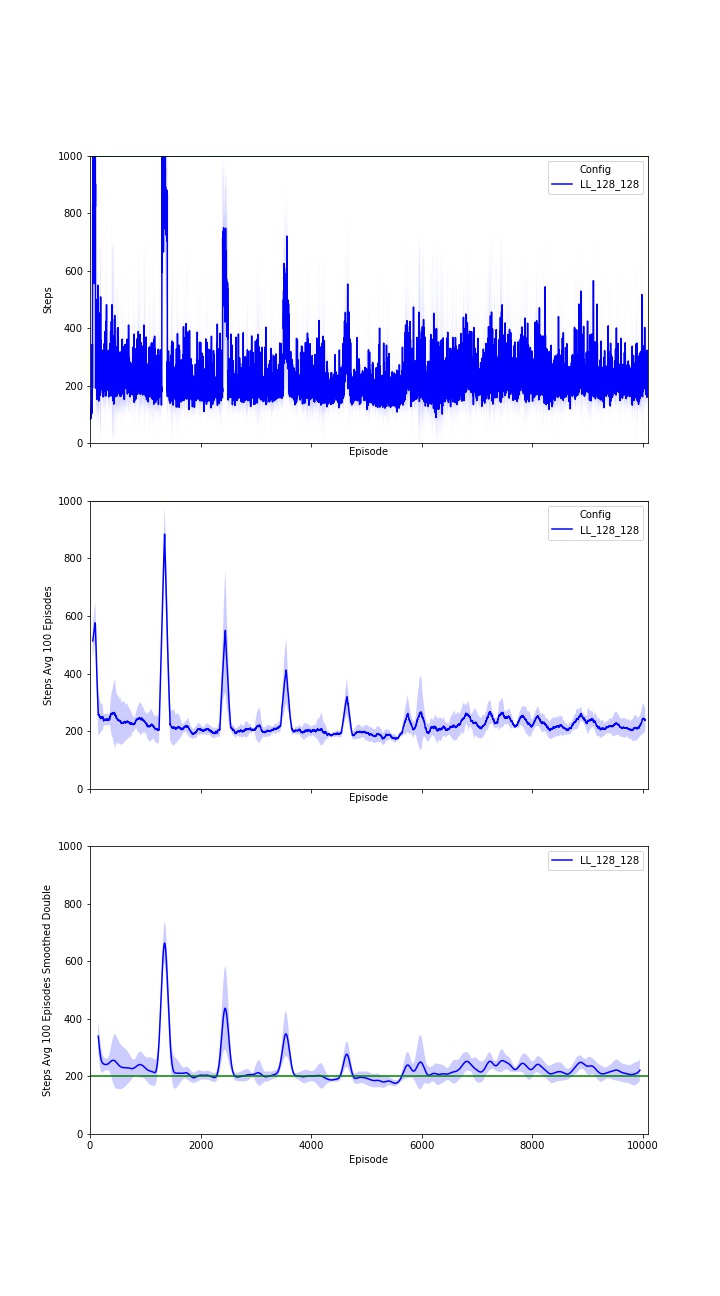 1000
800
600
400
200
0
Steps
Config
LL_128_128
Episode
1000
800
600
400
200
0
Steps Avg 100 Episodes
Config
LL_128_128
Episode
1000
800
600
400
200
0
Steps Avg 100 Episodes Smoothed Double
LL_128_128
0 2000 4000 6000 8000 10000
Episode